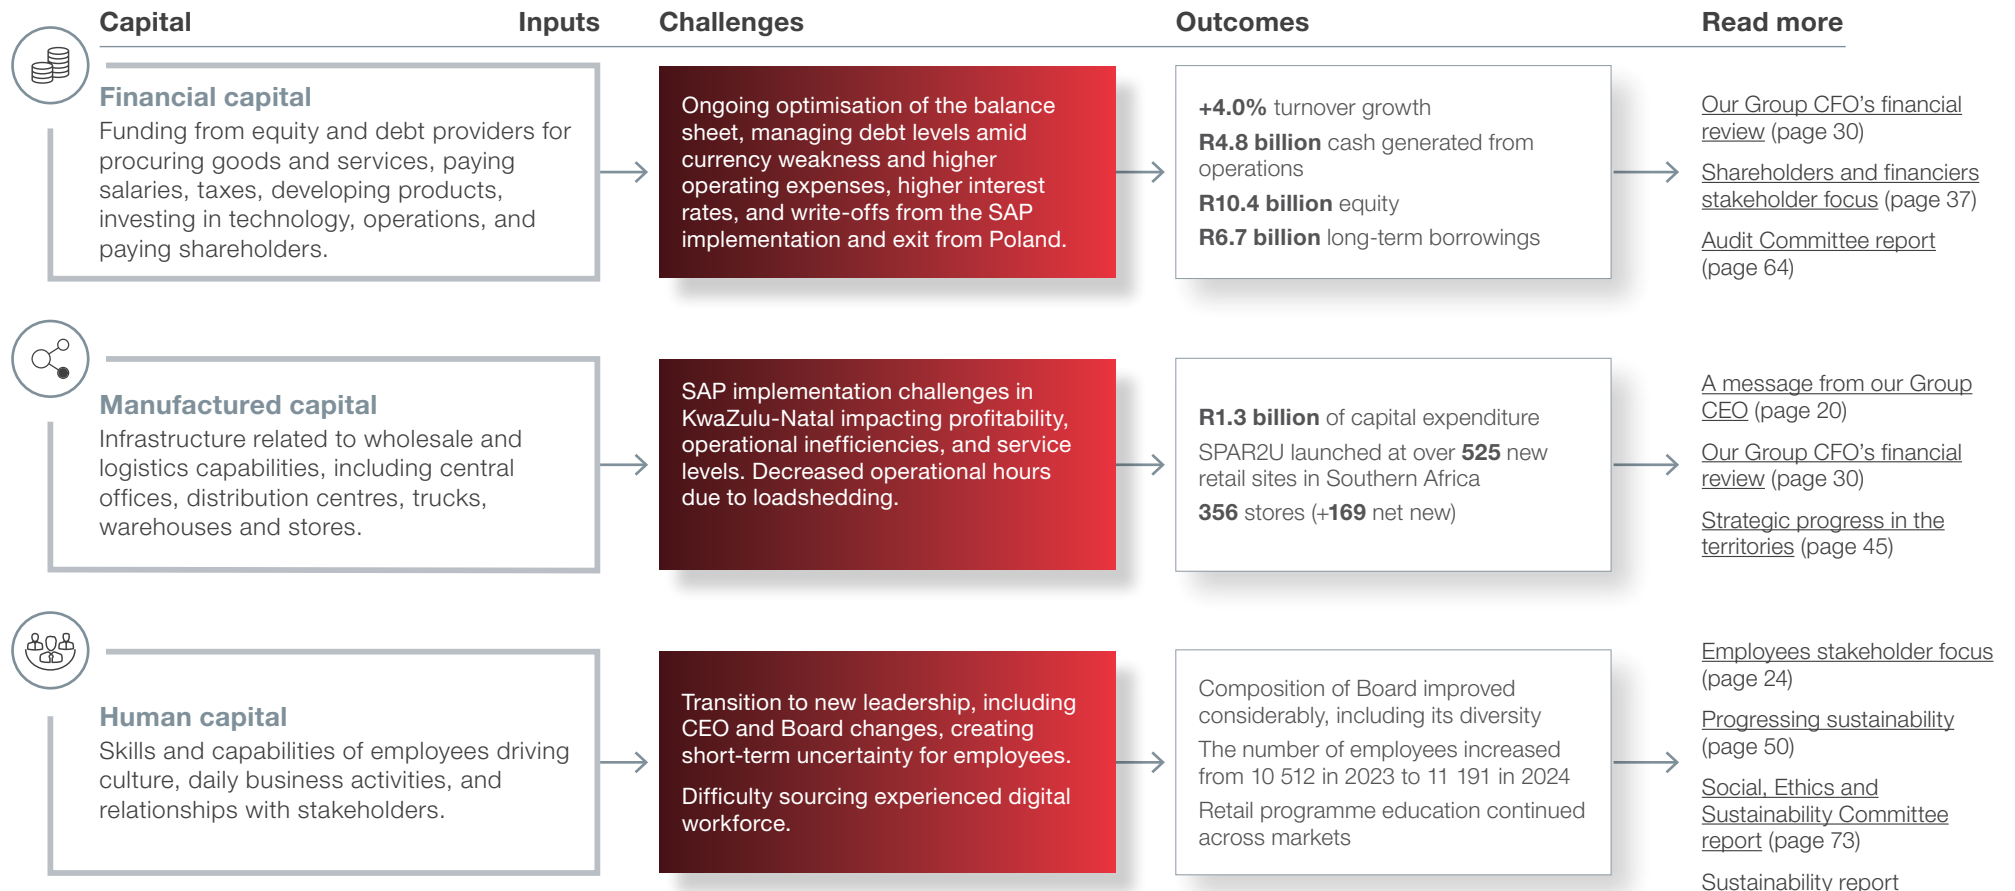 Capital Inputs Challenges Outcomes Read more
Financial capital
Funding from equity and debt providers for
procuring goods and services, paying
salaries, taxes, developing products,
investing in technology, operations, and
paying shareholders.
Ongoing optimisation of the balance
sheet, managing debt levels amid
currency weakness and higher
operating expenses, higher interest
rates, and write-offs from the SAP
implementation and exit from Poland.
+4.0% turnover growth
R4.8 billion cash generated from
operations
R10.4 billion equity
R6.7 billion long-term borrowings
Our Group CFO's financial
review (page 30)
Shareholders and financiers
stakeholder focus (page 37)
Audit Committee report
(page 64)
Manufactured capital
Infrastructure related to wholesale and
logistics capabilities, including central
offices, distribution centres, trucks,
warehouses and stores.
SAP implementation challenges in
KwaZulu-Natal impacting profitability,
operational inefficiencies, and service
levels. Decreased operational hours
due to loadshedding.
R1.3 billion of capital expenditure
SPAR2U launched at over 525 new
retail sites in Southern Africa
356 stores (+169 net new)
A message from our Group
CEO (page 20)
Our Group CFO's financial
review (page 30)
Strategic progress in the
territories (page 45)
Human capital
Skills and capabilities of employees driving
culture, daily business activities, and
relationships with stakeholders.
Transition to new leadership, including
CEO and Board changes, creating
short-term uncertainty for employees.
Difficulty sourcing experienced digital
workforce.
Composition of Board improved
considerably, including its diversity
The number of employees increased
from 10 512 in 2023 to 11 191 in 2024
Retail programme education continued
across markets
Employees stakeholder focus
(page 24)
Progressing sustainability
(page 50)
Social, Ethics and
Sustainability Committee
report (page 73)
Sustainability report